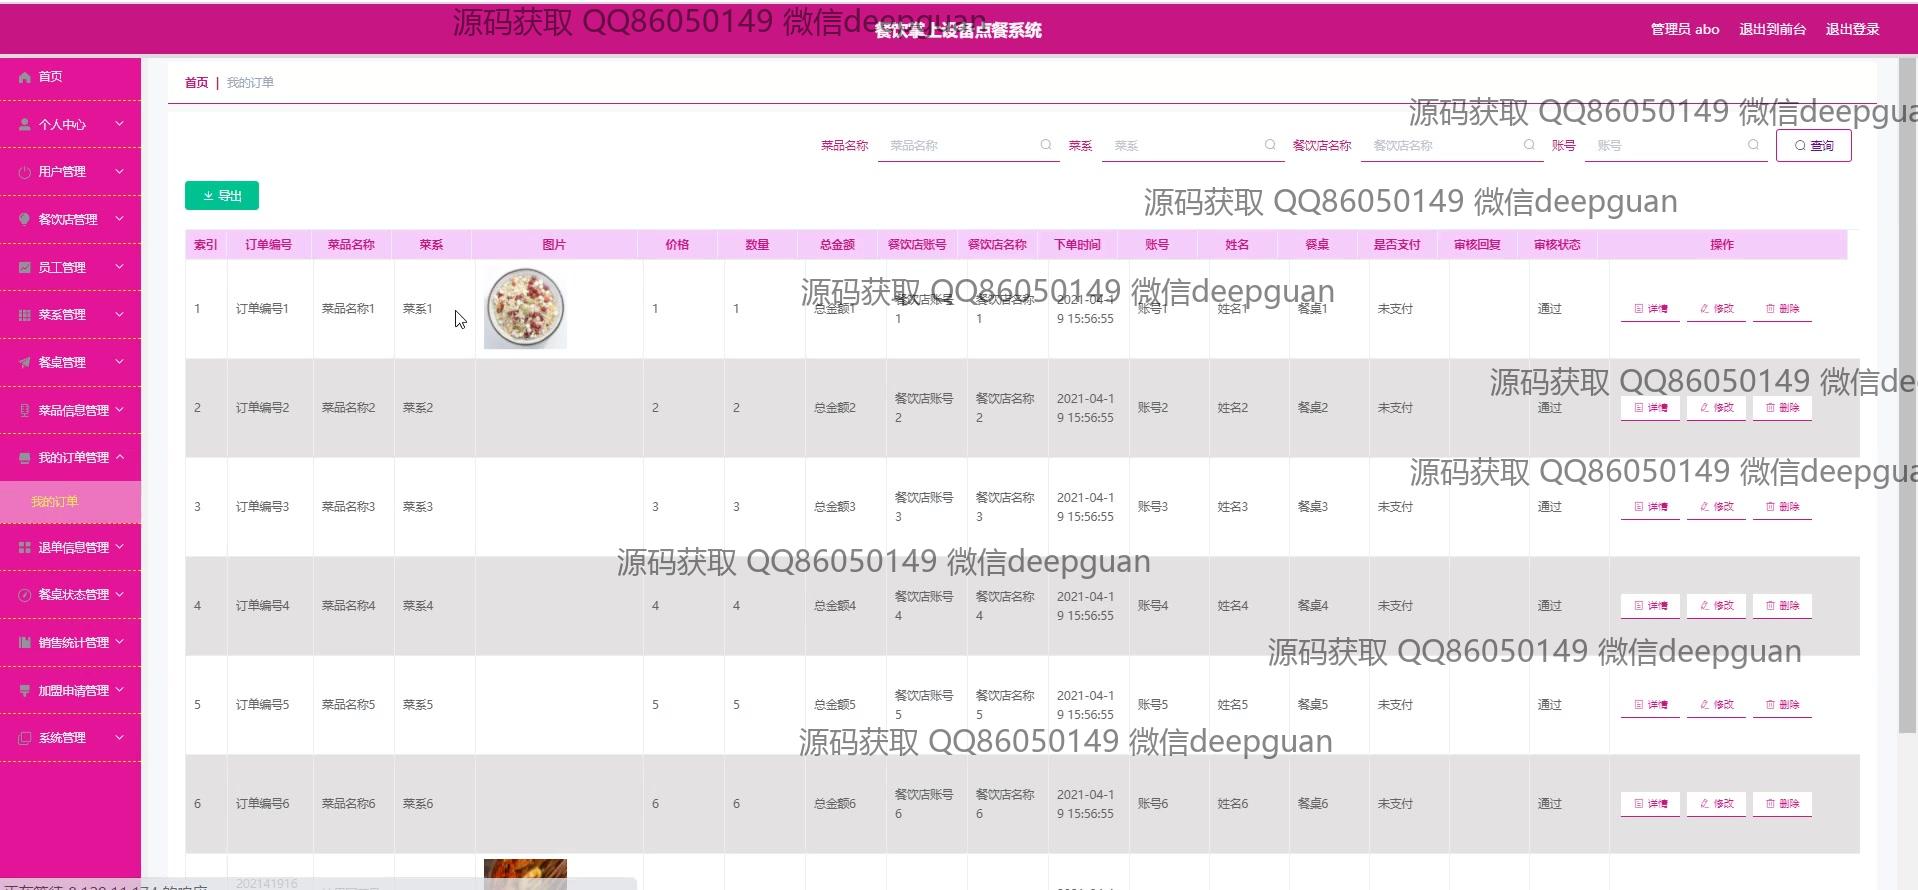 源码获取 QQ86050149 微信deepguan
餐饮掌上设备点餐系统
管理员 abo 退出到前台 退出登录
首页
个人中心
用户管理
餐饮店管理
员工管理
菜系管理
餐桌管理
菜品信息管理
我的订单管理
我的订单
退单信息管理
餐桌状态管理
销售统计管理
加盟申请管理
系统管理
首页 | 我的订单
源码获取 QQ86050149 微信deepgua
菜品名称 菜品名称 菜系 菜系 餐饮店名称 餐饮店名称 账号 账号 查询
导出
源码获取 QQ86050149 微信deepguan
索引 订单编号 菜品名称 菜系 图片 价格 数量 总金额 餐饮店账号 餐饮店名称 下单时间 账号 姓名 餐桌 是否支付 审核回复 审核状态 操作
源码获取 QQ86050149 微信deepguan
1 订单编号1 菜品名称1 菜系1 1 1 总金额1 餐饮店账号1 餐饮店名称1 2021-04-19 15:56:55 账号1 姓名1 餐桌1 未支付 通过 详情 修改 删除
源码获取 QQ86050149 微信de
2 订单编号2 菜品名称2 菜系2 2 2 总金额2 餐饮店账号2 餐饮店名称2 2021-04-19 15:56:55 账号2 姓名2 餐桌2 未支付 通过 详情 修改 删除
源码获取 QQ86050149 微信deepgua
3 订单编号3 菜品名称3 菜系3 3 3 总金额3 餐饮店账号3 餐饮店名称3 2021-04-19 15:56:55 账号3 姓名3 餐桌3 未支付 通过 详情 修改 删除
源码获取 QQ86050149 微信deepguan
4 订单编号4 菜品名称4 菜系4 4 4 总金额4 餐饮店账号4 餐饮店名称4 2021-04-19 15:56:55 账号4 姓名4 餐桌4 未支付 通过 详情 修改 删除
源码获取 QQ86050149 微信deepguan
5 订单编号5 菜品名称5 菜系5 5 5 总金额5 餐饮店账号5 餐饮店名称5 2021-04-19 15:56:55 账号5 姓名5 餐桌5 未支付 通过 详情 修改 删除
源码获取 QQ86050149 微信deepguan
6 订单编号6 菜品名称6 菜系6 6 6 总金额6 餐饮店账号6 餐饮店名称6 2021-04-19 15:56:55 账号6 姓名6 餐桌6 未支付 通过 详情 修改 删除
202141916